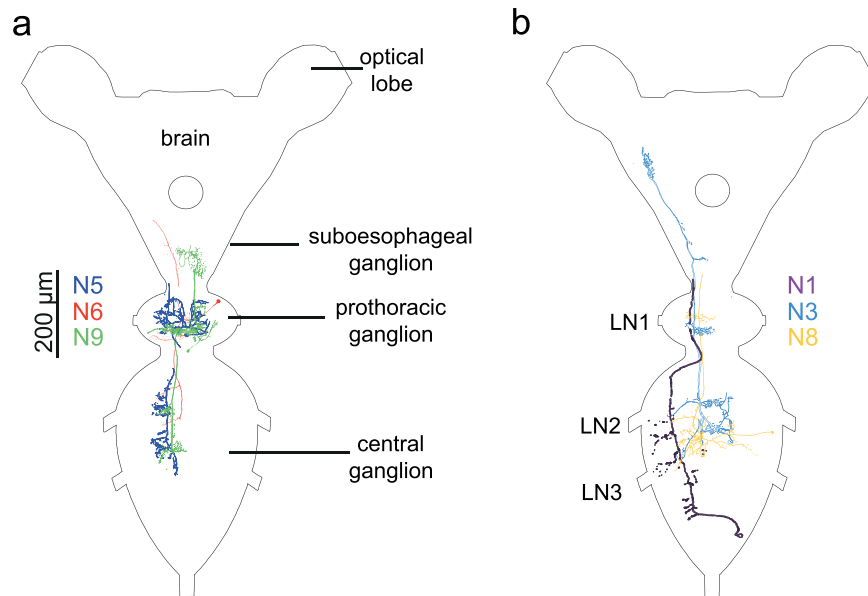 a
optical
lobe
brain
suboesophageal
ganglion
N5
N6
N9
200 µm
prothoracic
ganglion
central
ganglion
b
N1
N3
N8
LN1
LN2
LN3